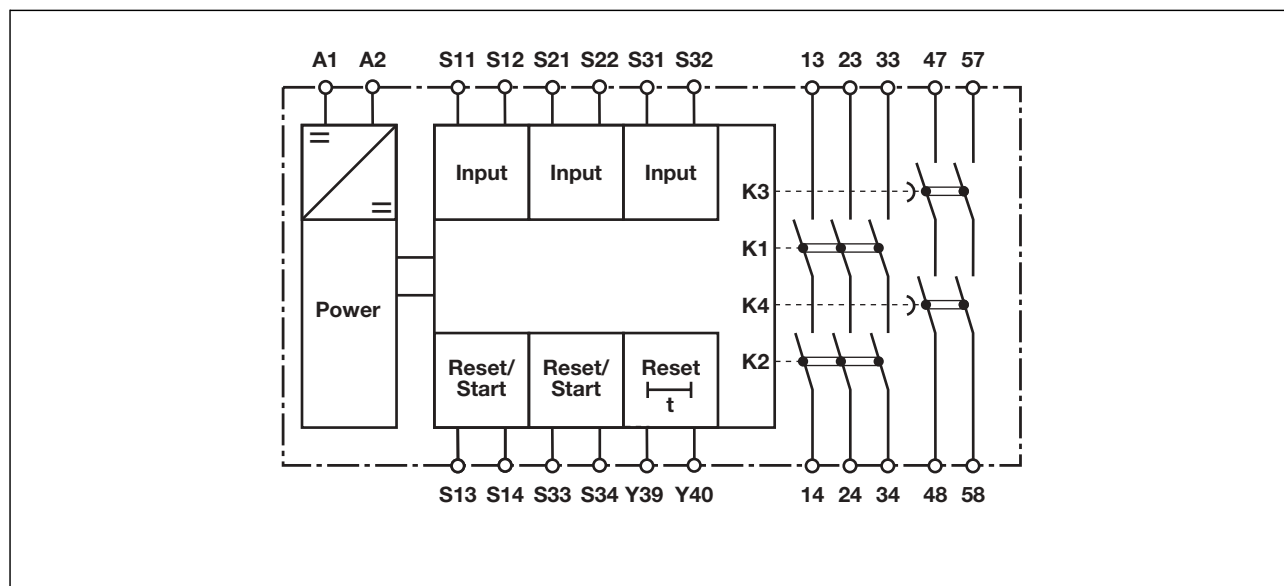 A1 A2 S11 S12 S21 S22 S31 S32 13 23 33 47 57
Input Input Input
K3
K1
Power
K4
K2
Reset/ Reset/ Reset
Start Start
t
S13 S14 S33 S34 Y39 Y40 14 24 34 48 58